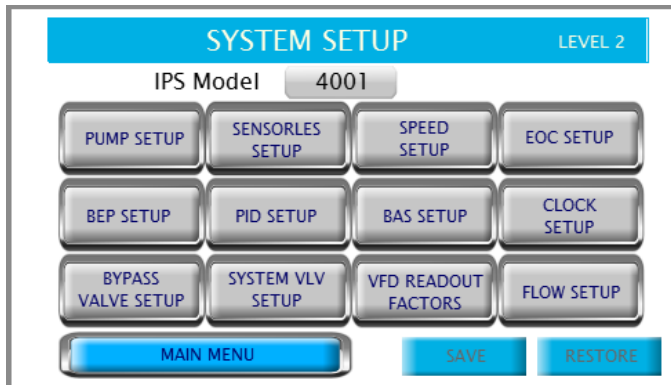 SYSTEM SETUP LEVEL 2
IPS Model 4001
PUMP SETUP
SENSORLES
SETUP
SPEED
SETUP
EOC SETUP
BEP SETUP
PID SETUP
BAS SETUP
CLOCK
SETUP
BYPASS
VALVE SETUP
SYSTEM VLV
SETUP
VFD READOUT
FACTORS
FLOW SETUP
MAIN MENU
SAVE
RESTORE